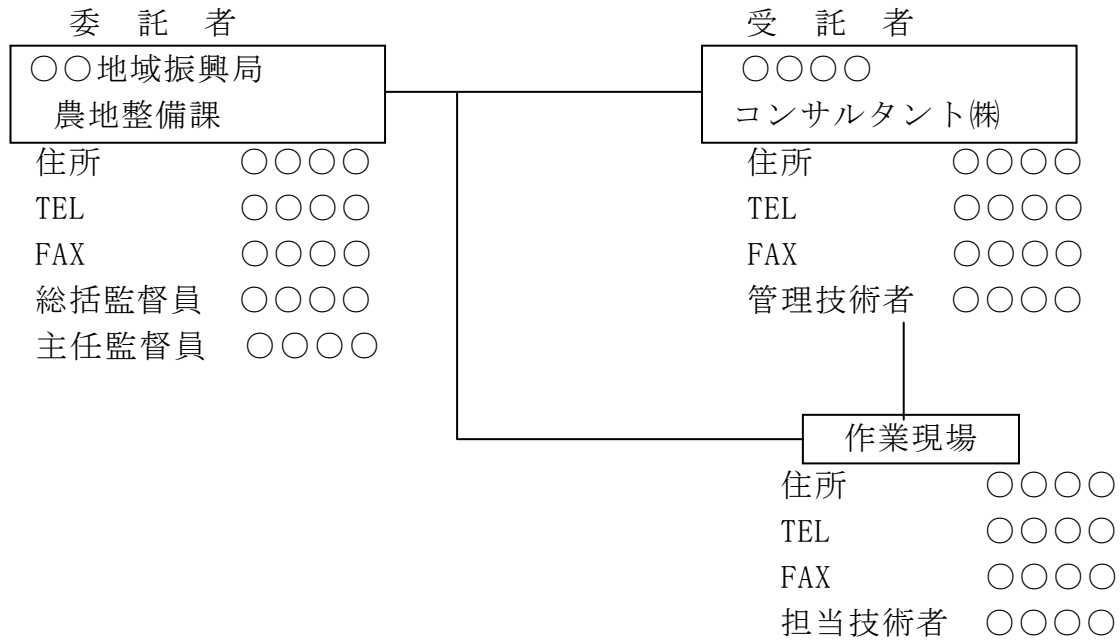 委 託 者
○○地域振興局
農地整備課
住所 ○○○○
TEL ○○○○
FAX ○○○○
総括監督員 ○○○○
主任監督員 ○○○○
受 託 者
○○○○
コンサルタント㈱
住所 ○○○○
TEL ○○○○
FAX ○○○○
管理技術者 ○○○○
作業現場
住所 ○○○○
TEL ○○○○
FAX ○○○○
担当技術者 ○○○○